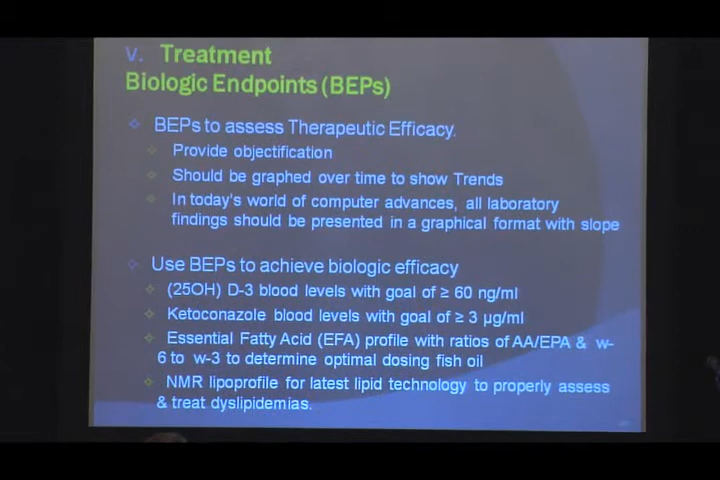 V. Treatment
Biologic Endpoints (BEPs)
BEPs to assess Therapeutic Efficacy.
Provide objectification
Should be graphed over time to show Trends
In today's world of computer advances, all laboratory
findings should be presented in a graphical format with slope
Use BEPs to achieve biologic efficacy
(25OH) D-3 blood levels with goal of ≥ 60 ng/ml
Ketoconazole blood levels with goal of ≥ 3 µg/ml
Essential Fatty Acid (EFA) profile with ratios of AA/EPA & w-
6 to w-3 to determine optimal dosing fish oil
NMR lipoprofile for latest lipid technology to properly assess
& treat dyslipidemias.